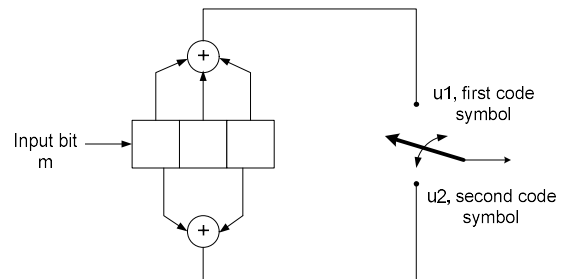 +
u1, first code
symbol
Input bit
m
u2, second code
symbol
+